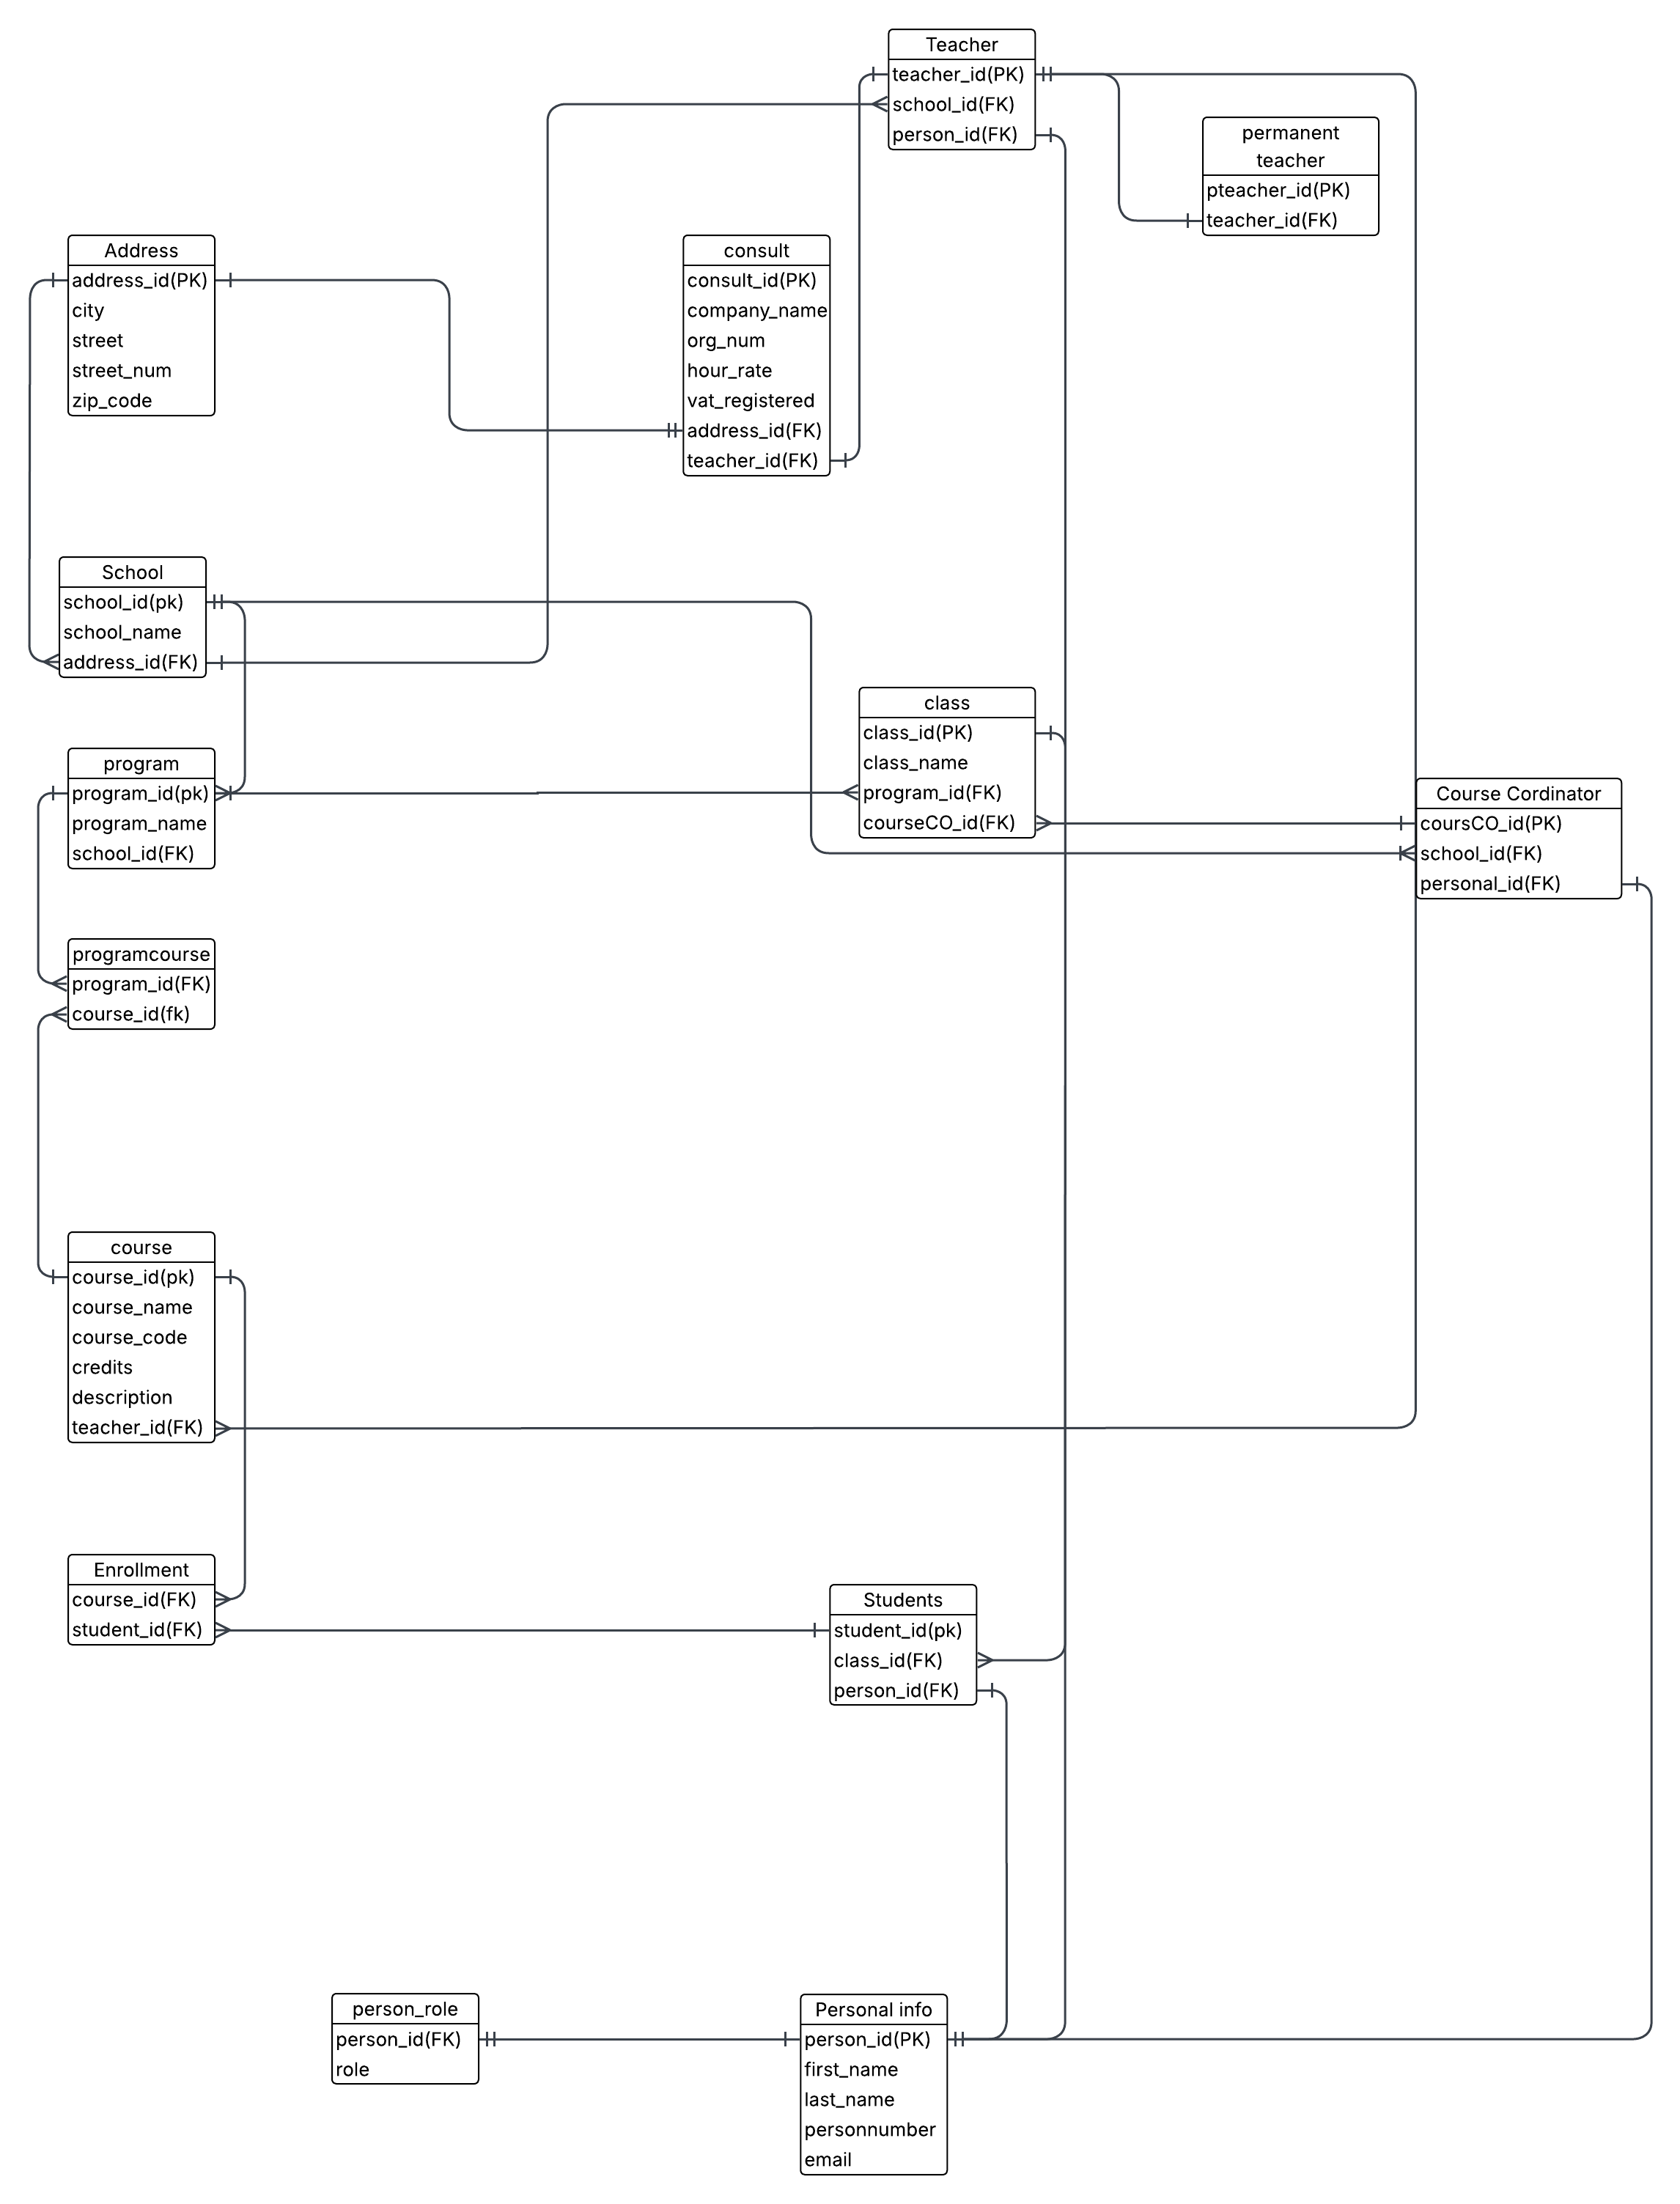 Teacher
teacher_id(PK)
school_id(FK)
person_id(FK)
permanent
teacher
pteacher_id(PK)
teacher_id(FK)
Address
address_id(PK)
city
street
street_num
zip_code
consult
consult_id(PK)
company_name
org_num
hour_rate
vat_registered
address_id(FK)
teacher_id(FK)
School
school_id(pk)
school_name
address_id(FK)
class
class_id(PK)
class_name
program_id(FK)
courseCO_id(FK)
program
program_id(pk)
program_name
school_id(FK)
Course Cordinator
coursCO_id(PK)
school_id(FK)
personal_id(FK)
programcourse
program_id(FK)
course_id(fk)
course
course_id(pk)
course_name
course_code
credits
description
teacher_id(FK)
Enrollment
course_id(FK)
student_id(FK)
Students
student_id(pk)
class_id(FK)
person_id(FK)
person_role
person_id(FK)
role
Personal info
person_id(PK)
first_name
last_name
personnumber
email